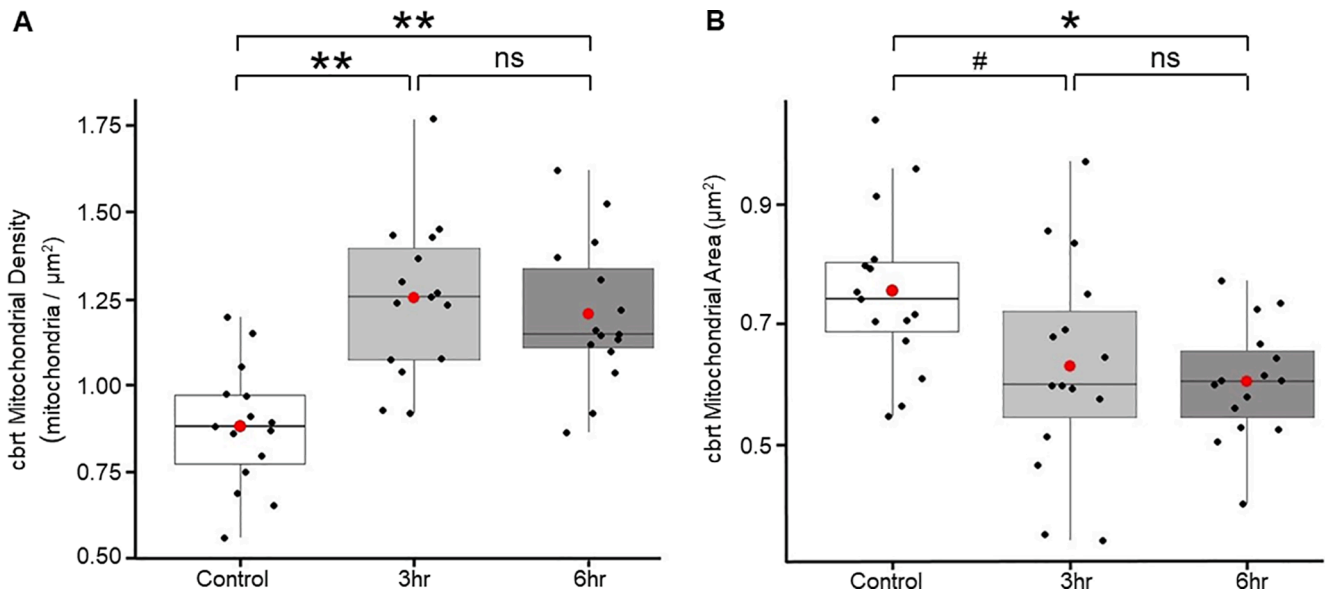 A
**
**
ns
cbrt Mitochondrial Density
(mitochondria / μm²)
1.75
1.50
1.25
1.00
0.75
0.50
Control
3hr
6hr
B
*
#
ns
cbrt Mitochondrial Area (μm²)
0.9
0.7
0.5
Control
3hr
6hr